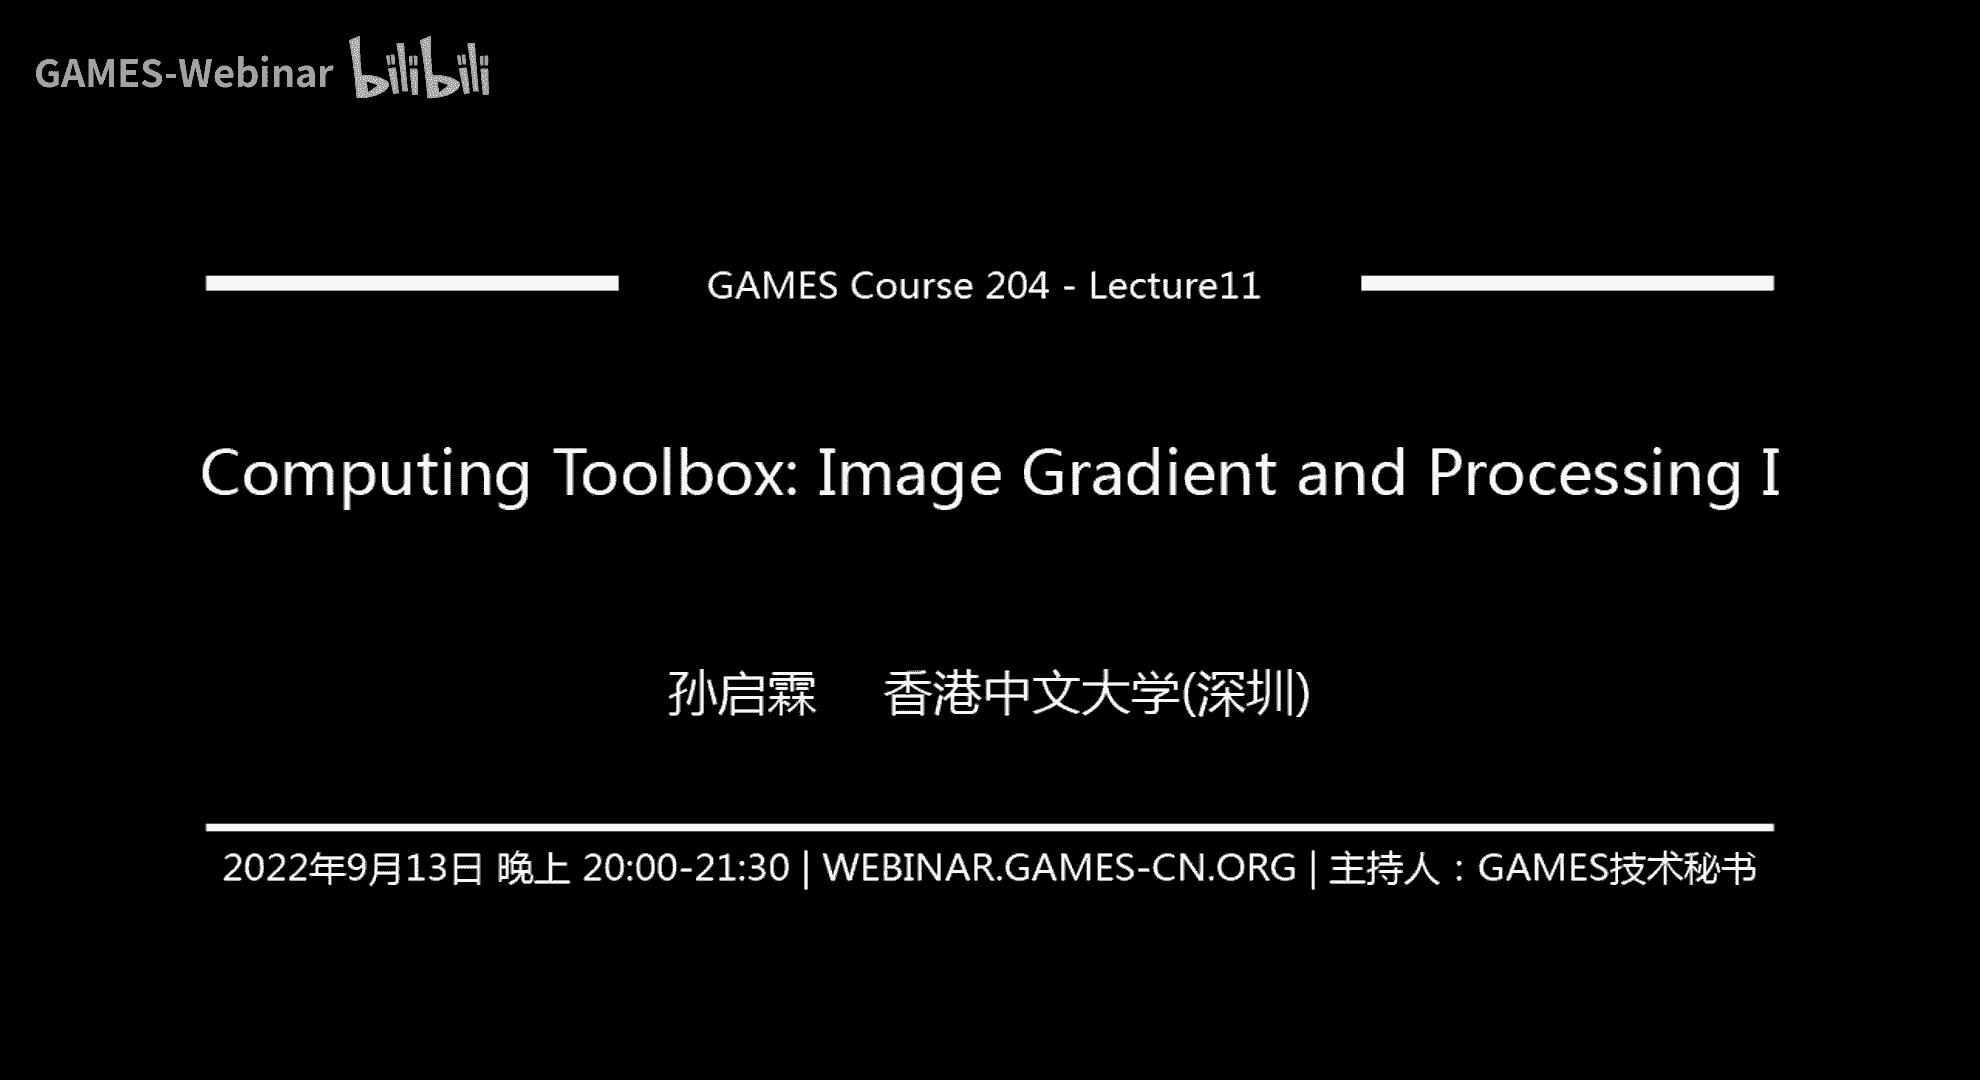 GAMES-Webinar bilibili
GAMES Course 204 - Lecture11
Computing Toolbox: Image Gradient and Processing I
孙启霖 香港中文大学(深圳)
2022年9月13日 晚上 20:00-21:30 | WEBINAR.GAMES-CN.ORG | 主持人：GAMES技术秘书